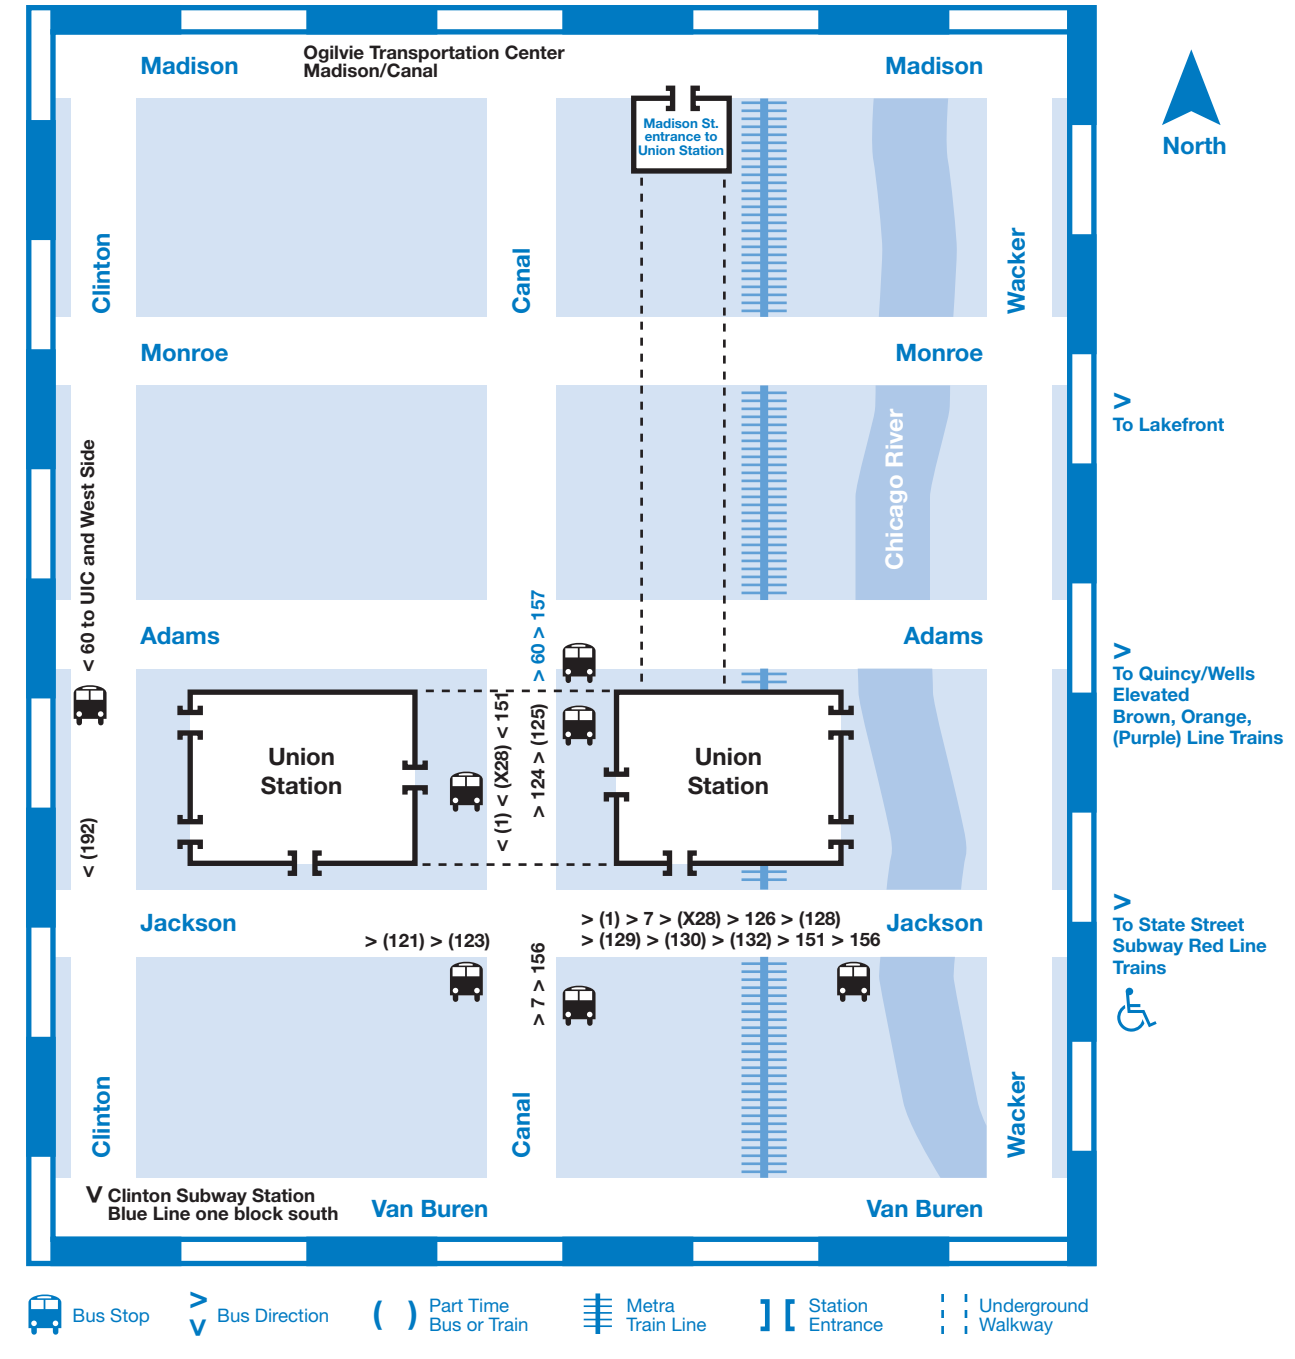 Ogilvie Transportation Center
Madison/Canal
Madison
Madison
Madison St.
entrance to
Union Station
North
Clinton
Canal
Wacker
Monroe
Monroe
>
To Lakefront
Chicago River
< 60 to UIC and West Side
> 60 > 157
Adams
Adams
>
To Quincy/Wells
Elevated
Brown, Orange,
(Purple) Line Trains
Union
Station
< (1) < (X28) < 151
> 124 > (125)
Union
Station
< (192)
Jackson
> (1) > 7 > (X28) > 126 > (128)
> (129) > (130) > (132) > 151 > 156
Jackson
> (121) > (123)
> 7 > 156
>
To State Street
Subway Red Line
Trains
Clinton
Canal
Wacker
V Clinton Subway Station
Blue Line one block south
Van Buren
Van Buren
Bus Stop
> V Bus Direction
( ) Part Time
Bus or Train
Metra
Train Line
Station
Entrance
Underground
Walkway